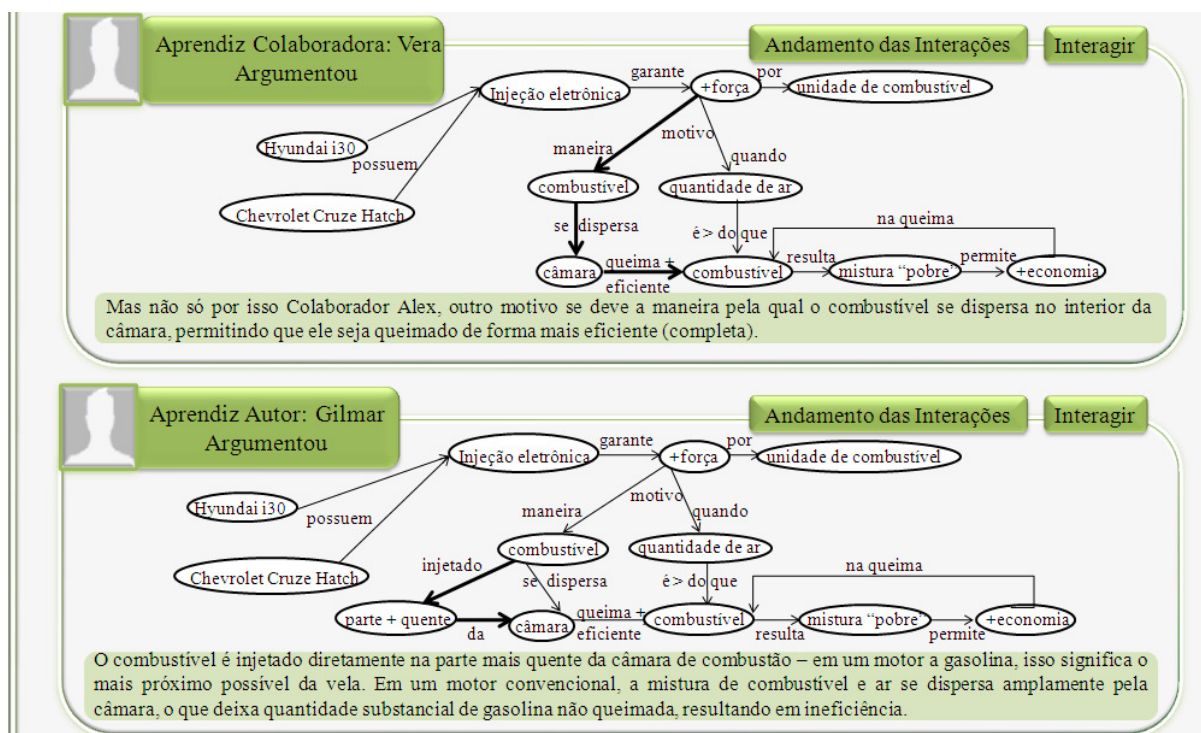 Aprendiz Colaboradora: Vera
Argumentou
Andamento das Interações
Interagir
garante
+força
por
unidade de combustível
Injeção eletrônica
motivo
Hyundai i30
possuem
maneira
quando
combustível
quantidade de ar
Chevrolet Cruze Hatch
se dispersa
é > do que
na queima
câmara
queima +
eficiente
combustível
resulta
mistura “pobre”
permite
+economia
Mas não só por isso Colaborador Alex, outro motivo se deve a maneira pela qual o combustível se dispersa no interior da
câmara, permitindo que ele seja queimado de forma mais eficiente (completa).
Aprendiz Autor: Gilmar
Argumentou
Andamento das Interações
Interagir
garante
+força
por
unidade de combustível
Injeção eletrônica
motivo
Hyundai i30
possuem
maneira
quando
combustível
quantidade de ar
injetado
Chevrolet Cruze Hatch
se dispersa
é > do que
na queima
parte + quente
da
câmara
queima +
eficiente
combustível
resulta
mistura “pobre”
permite
+economia
O combustível é injetado diretamente na parte mais quente da câmara de combustão – em um motor a gasolina, isso significa o
mais próximo possível da vela. Em um motor convencional, a mistura de combustível e ar se dispersa amplamente pela
câmara, o que deixa quantidade substancial de gasolina não queimada, resultando em ineficiência.